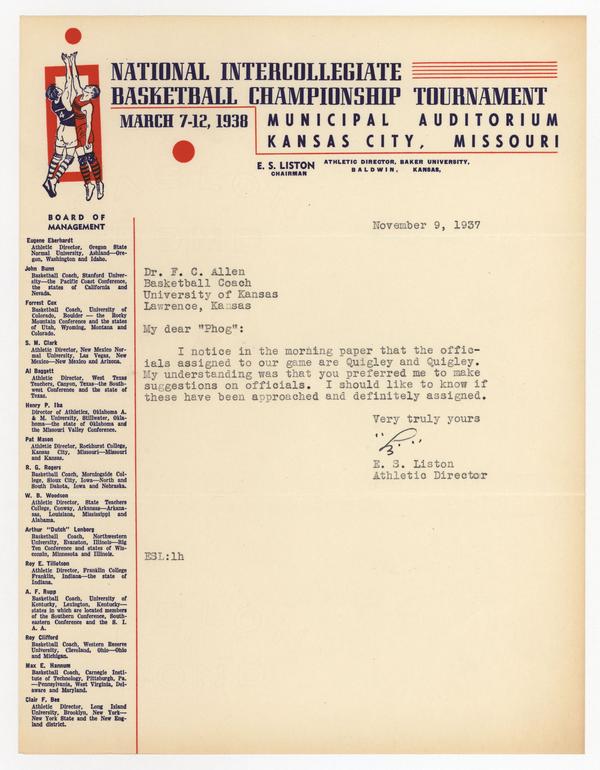 NATIONAL INTERCOLLEGIATE
BASKETBALL CHAMPIONSHIP TOURNAMENT
MARCH 7-12, 1938
MUNICIPAL AUDITORIUM
KANSAS CITY, MISSOURI
E. S. LISTON
CHAIRMAN
ATHLETIC DIRECTOR, BAKER UNIVERSITY,
BALDWIN, KANSAS,
BOARD OF
MANAGEMENT
Eugene Eberhardt
Athletic Director, Oregon State
Normal University, Ashland—Ore-
gon, Washington and Idaho.
John Bunn
Basketball Coach, Stanford Univer-
sity—the Pacific Coast Conference,
the states of California and
Nevada.
Forrest Cox
Basketball Coach, University of
Colorado, Boulder — the Rocky
Mountain Conference and the states
of Utah, Wyoming, Montana and
Colorado.
S. M. Clark
Athletic Director, New Mexico Nor-
mal University, Las Vegas, New
Mexico—New Mexico and Arizona.
Al Baggett
Athletic Director, West Texas
Teachers, Canyon, Texas—the South-
west Conference and the state of
Texas.
Henry P. Iba
Director of Athletics, Oklahoma A.
& M. University, Stillwater, Okla-
homa—the state of Oklahoma and
the Missouri Valley Conference.
Pat Mason
Athletic Director, Rockhurst College,
Kansas City, Missouri—Missouri
and Kansas.
R. G. Rogers
Basketball Coach, Morningside Col-
lege, Sioux City, Iowa—North and
South Dakota, Iowa and Nebraska.
W. B. Woodson
Athletic Director, State Teachers
College, Conway, Arkansas—Arkan-
sas, Louisiana, Mississippi and
Alabama.
Arthur "Dutch" Lonborg
Basketball Coach, Northwestern
University, Evanston, Illinois—Big
Ten Conference and states of Wis-
consin, Minnesota and Illinois.
Roy E. Tillotson
Athletic Director, Franklin College
Franklin, Indiana—the state of
Indiana.
A. F. Rupp
Basketball Coach, University of
Kentucky, Lexington, Kentucky—
states in which are located members
of the Southern Conference, South-
eastern Conference and the S. I.
A. A.
Roy Clifford
Basketball Coach, Western Reserve
University, Cleveland, Ohio—Ohio
and Michigan.
Max E. Hannum
Basketball Coach, Carnegie Insti-
tute of Technology, Pittsburgh, Pa.
—Pennsylvania, West Virginia, Del-
aware and Maryland.
Clair F. Bee
Athletic Director, Long Island
University, Brooklyn, New York—
New York State and the New Eng-
land district.
November 9, 1937
Dr. F. C. Allen
Basketball Coach
University of Kansas
Lawrence, Kansas
My dear "Phog":
I notice in the morning paper that the offic-
ials assigned to our game are Quigley and Quigley.
My understanding was that you preferred me to make
suggestions on officials. I should like to know if
these have been approached and definitely assigned.
Very truly yours
E. S. Liston
Athletic Director
ESL:lh